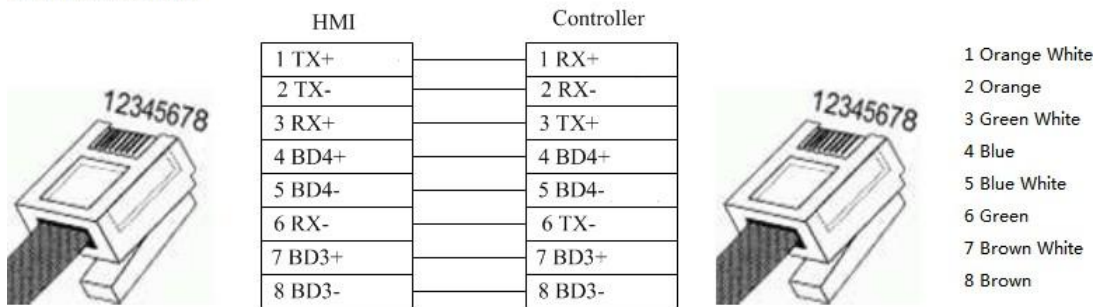 HMI
Controller
1 TX+
1 RX+
2 TX-
2 RX-
3 RX+
3 TX+
4 BD4+
4 BD4+
5 BD4-
5 BD4-
6 RX-
6 TX-
7 BD3+
7 BD3+
8 BD3-
8 BD3-
12345678
12345678
1 Orange White
2 Orange
3 Green White
4 Blue
5 Blue White
6 Green
7 Brown White
8 Brown